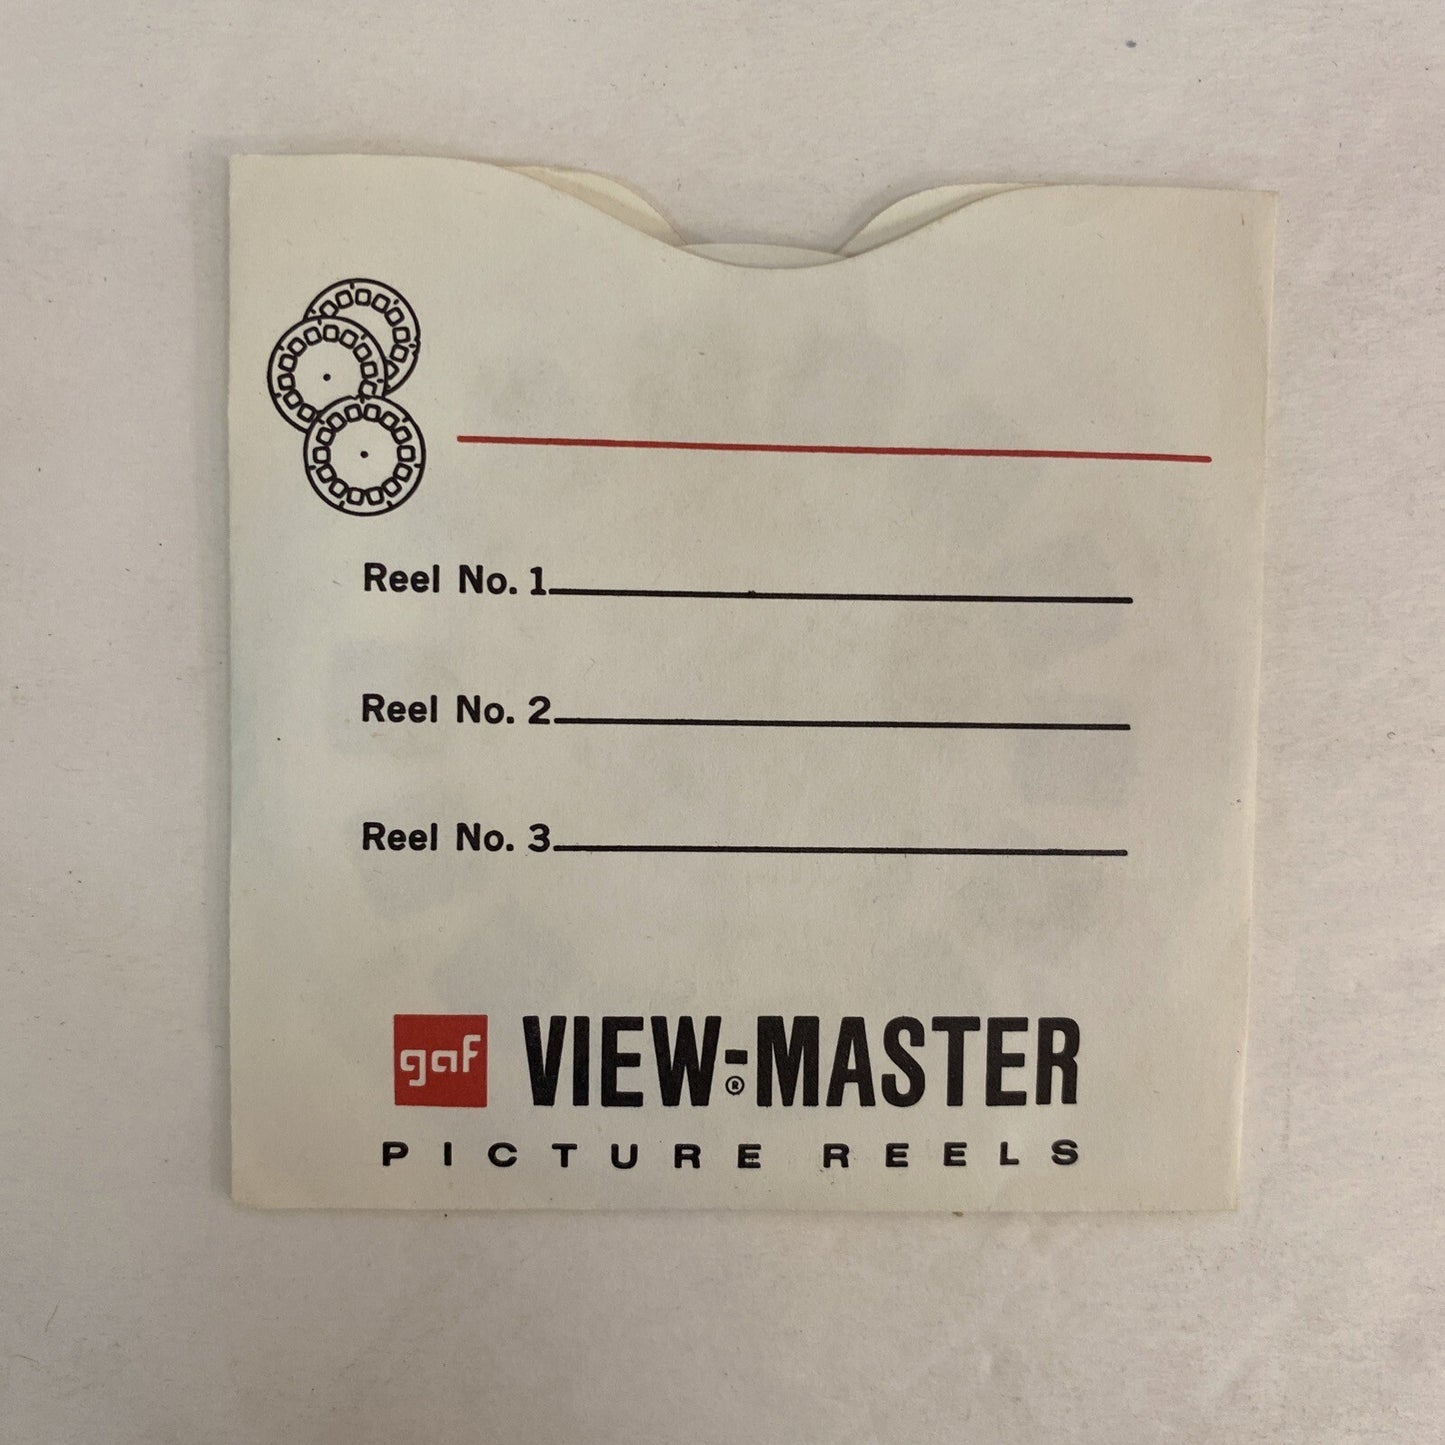 Reel No. 1
Reel No. 2
Reel No. 3
gaf VIEW-MASTER®
PICTURE REELS